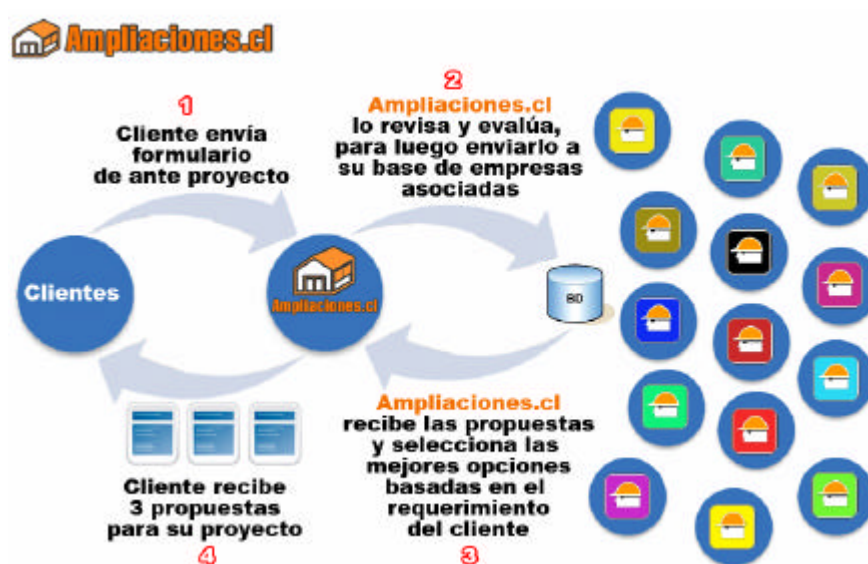 Ampliaciones.cl
1
Cliente envía
formulario
de ante proyecto
2
Ampliaciones.cl
lo revisa y evalúa,
para luego enviarlo a
su base de empresas
asociadas
Clientes
Ampliaciones.cl
BD
Ampliaciones.cl
recibe las propuestas
y selecciona las
mejores opciones
basadas en el
requerimiento
del cliente
3
Cliente recibe
3 propuestas
para su proyecto
4